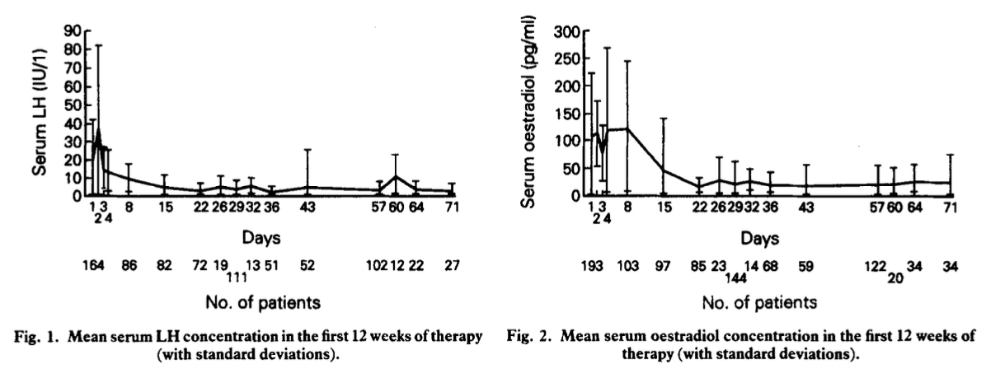 Serum LH (IU/1)
90
80
70
60
50
40
30
20
10
0
1 3 8 15 22 26 29 32 36 43 57 60 64 71
2 4
Days
164 86 82 72 19 13 51 52 102 12 22 27
111
No. of patients
Fig. 1. Mean serum LH concentration in the first 12 weeks of therapy
(with standard deviations).
Serum oestradiol (pg/ml)
300
250
200
150
100
50
0
1 3 8 15 22 26 29 32 36 43 57 60 64 71
2 4
Days
193 103 97 85 23 14 68 59 122 34 34
144 20
No. of patients
Fig. 2. Mean serum oestradiol concentration in the first 12 weeks of
therapy (with standard deviations).